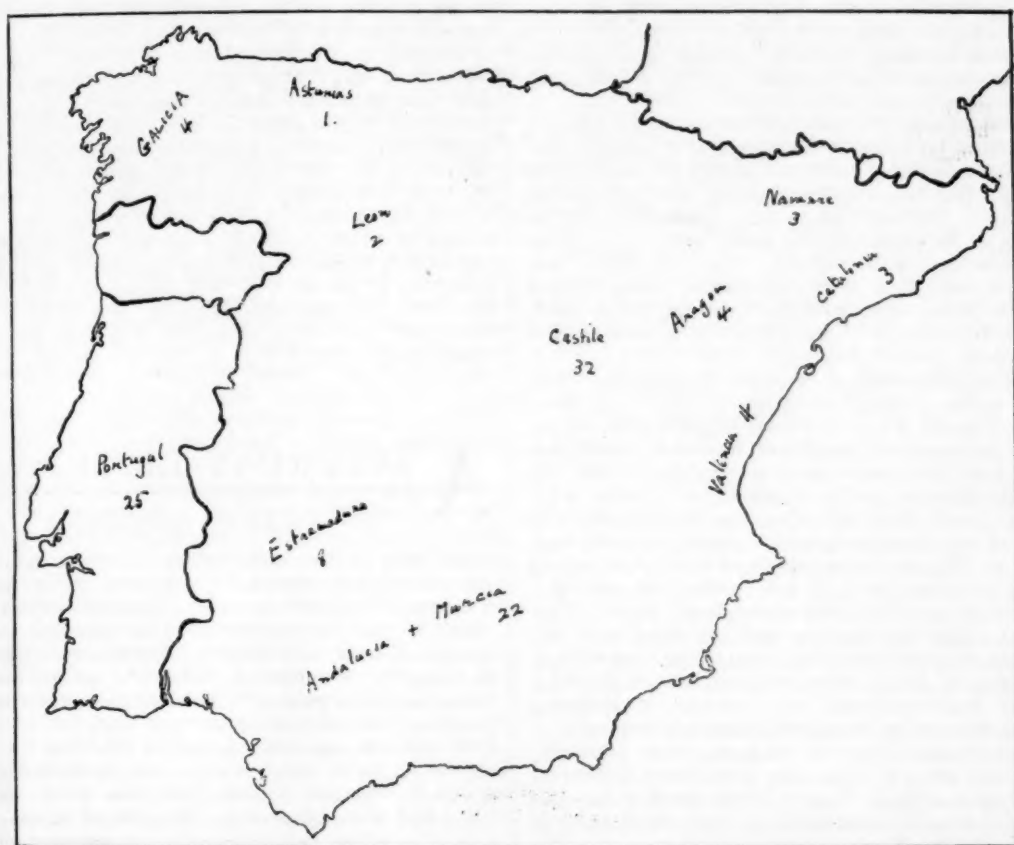 Asturias
1.
GALICIA
4
Navarre
3
Leon
2
Catalonia
3
Aragon
4
Castile
32
Valencia 4
Portugal
25
Estramadura
8
Andalucia + Murcia
22